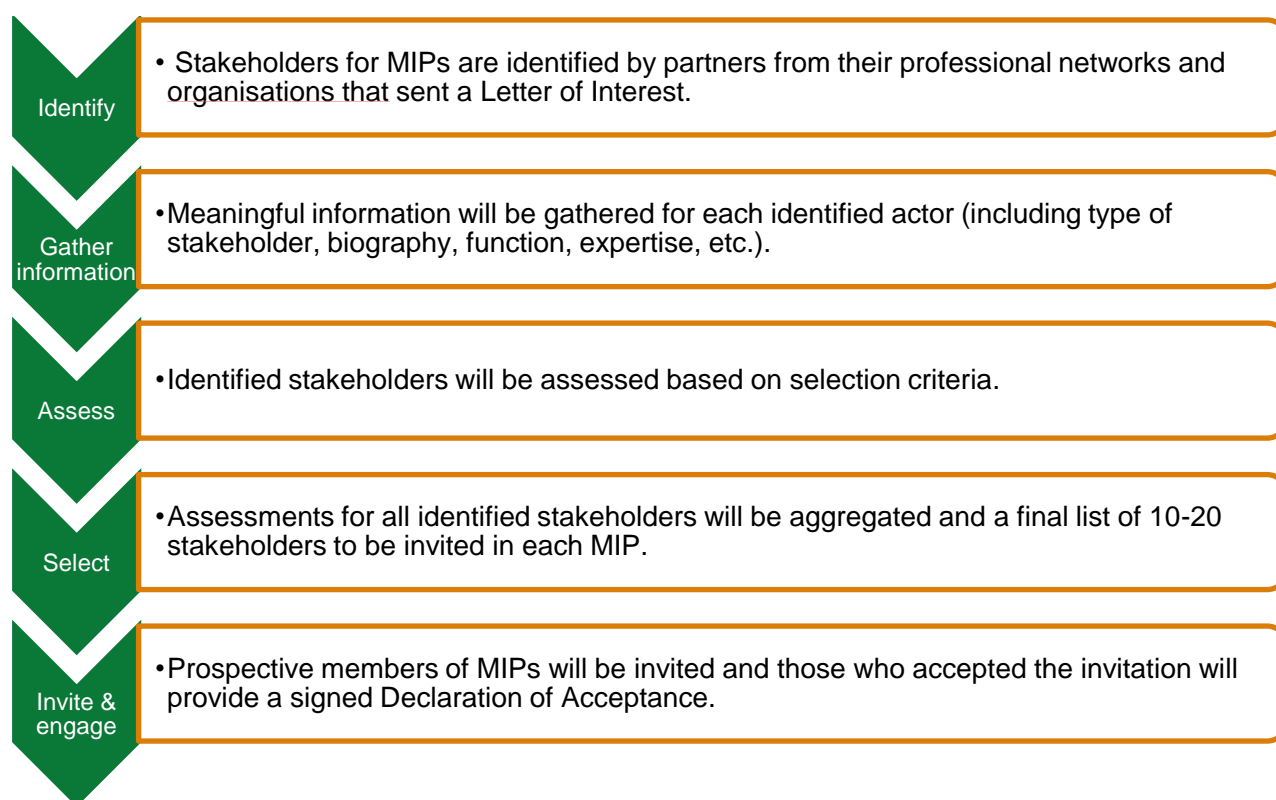 Identify
• Stakeholders for MIPs are identified by partners from their professional networks and
organisations that sent a Letter of Interest.
Gather
information
•Meaningful information will be gathered for each identified actor (including type of
stakeholder, biography, function, expertise, etc.).
Assess
•Identified stakeholders will be assessed based on selection criteria.
Select
•Assessments for all identified stakeholders will be aggregated and a final list of 10-20
stakeholders to be invited in each MIP.
Invite &
engage
•Prospective members of MIPs will be invited and those who accepted the invitation will
provide a signed Declaration of Acceptance.